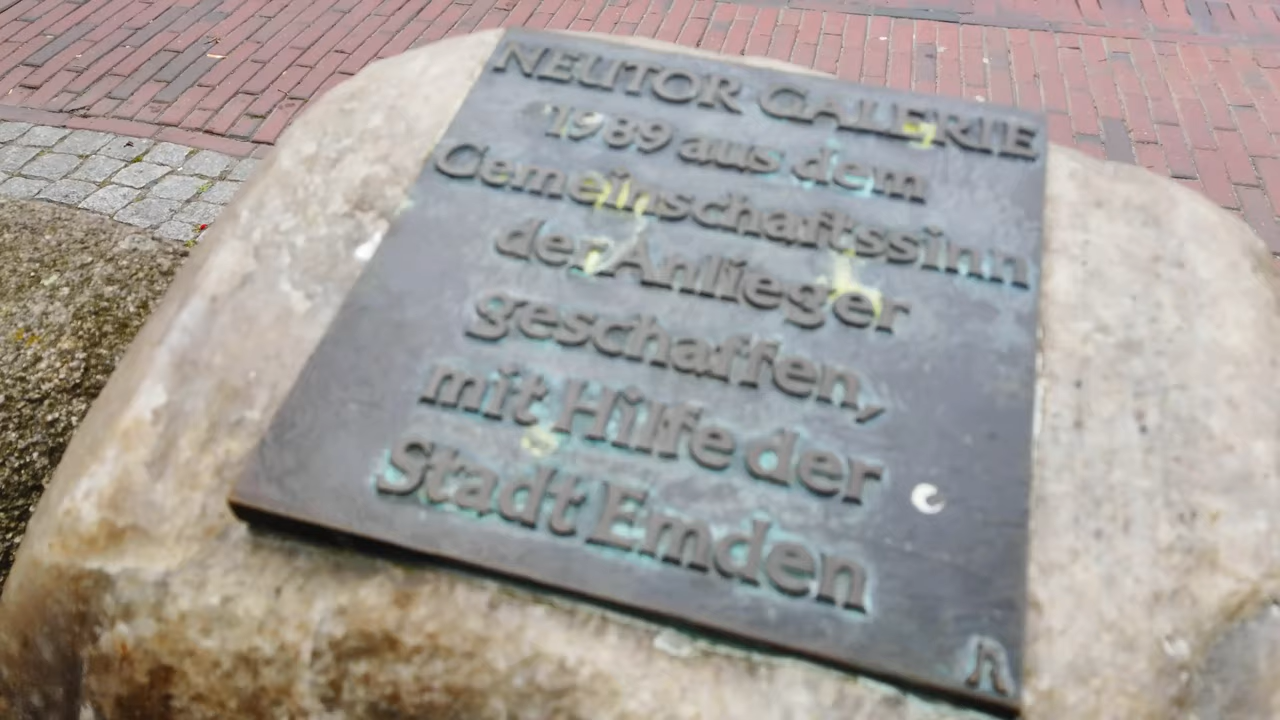 NEUTOR GALERIE
1989 aus dem
Gemeinschaftssinn
der Anlieger
geschaffen,
mit Hilfe der
Stadt Emden